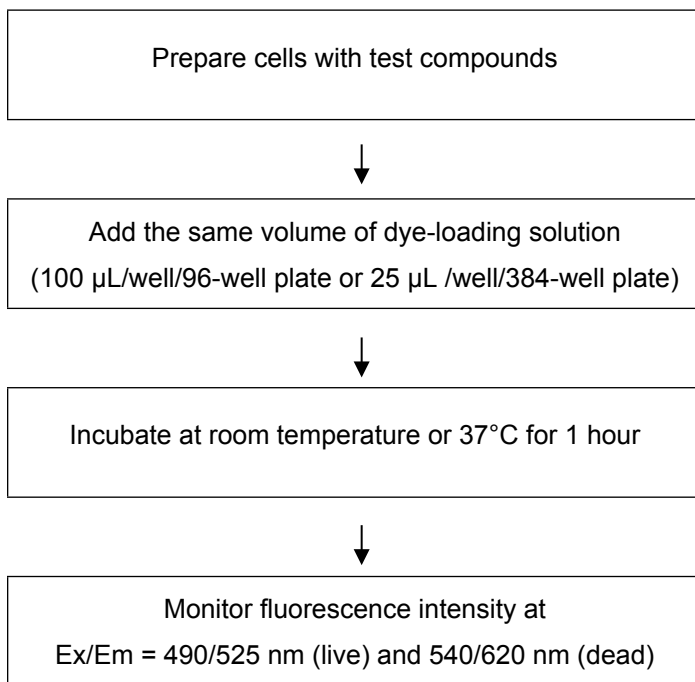 Prepare cells with test compounds
Add the same volume of dye-loading solution
(100 µL/well/96-well plate or 25 µL /well/384-well plate)
Incubate at room temperature or 37°C for 1 hour
Monitor fluorescence intensity at
Ex/Em = 490/525 nm (live) and 540/620 nm (dead)